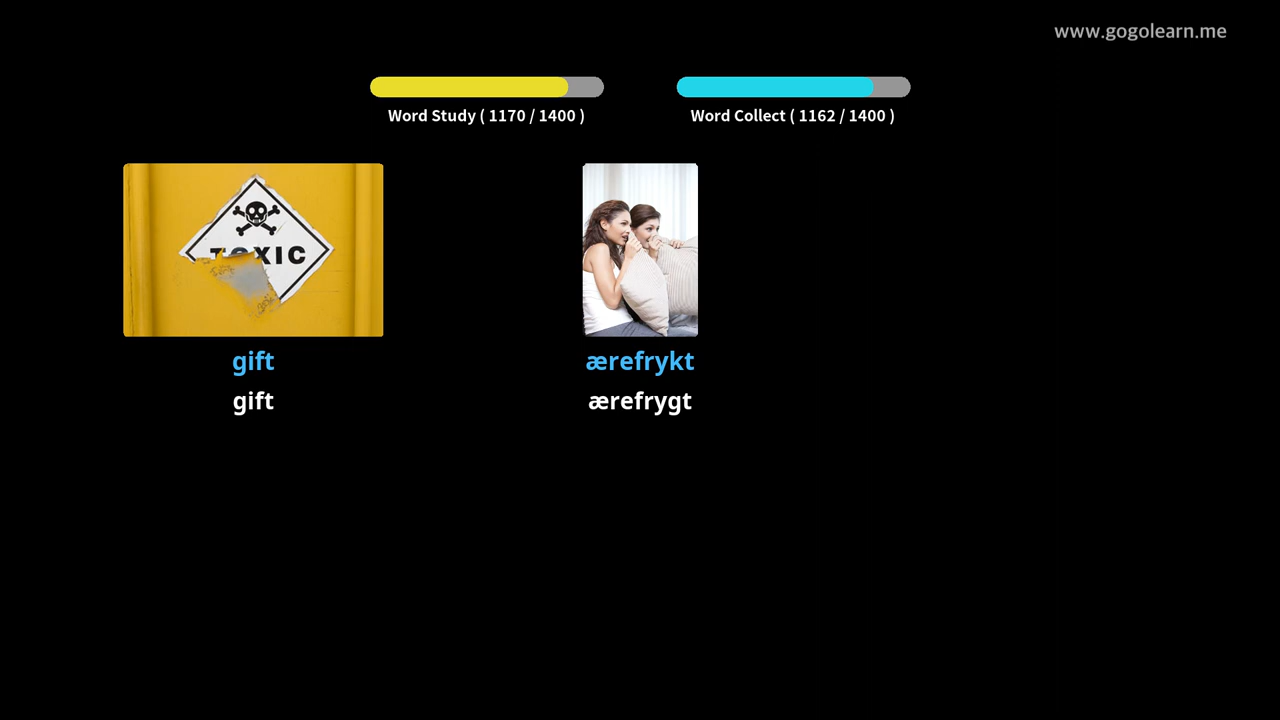 www.gogolearn.me
Word Study ( 1170 / 1400 )
Word Collect ( 1162 / 1400 )
TOXIC
gift
ærefrykt
gift
ærefrygt